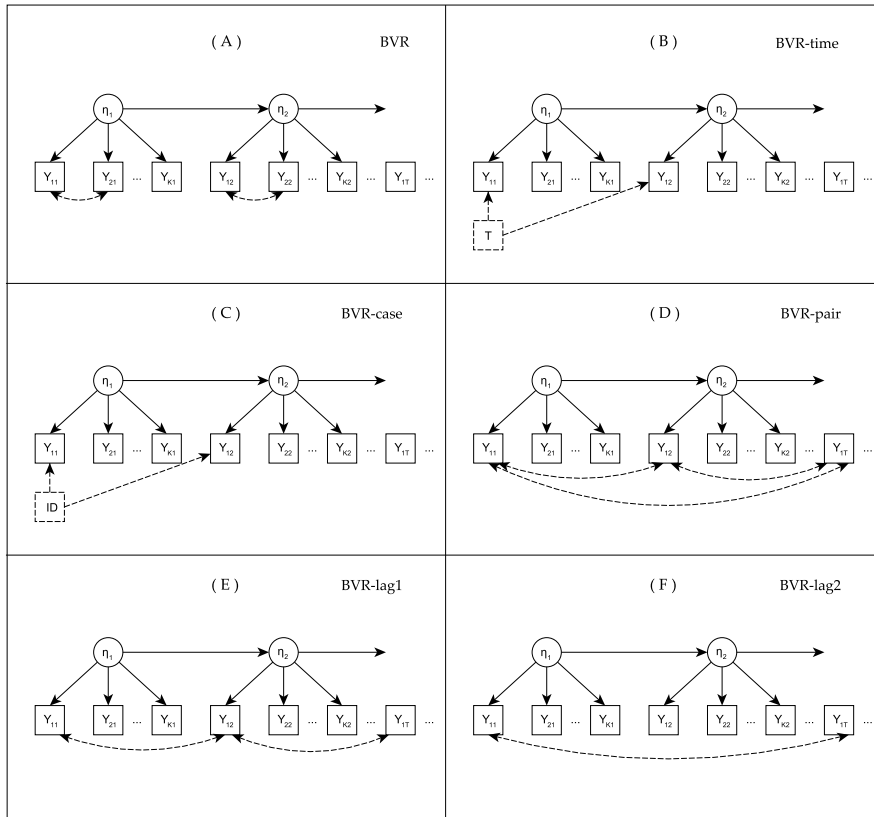 ( A ) BVR
η1 η2
Y11 Y21 ... YK1 Y12 Y22 ... YK2 ... Y1T ...
( B ) BVR-time
η1 η2
Y11 Y21 ... YK1 Y12 Y22 ... YK2 ... Y1T ...
T
( C ) BVR-case
η1 η2
Y11 Y21 ... YK1 Y12 Y22 ... YK2 ... Y1T ...
ID
( D ) BVR-pair
η1 η2
Y11 Y21 ... YK1 Y12 Y22 ... YK2 ... Y1T ...
( E ) BVR-lag1
η1 η2
Y11 Y21 ... YK1 Y12 Y22 ... YK2 ... Y1T ...
( F ) BVR-lag2
η1 η2
Y11 Y21 ... YK1 Y12 Y22 ... YK2 ... Y1T ...